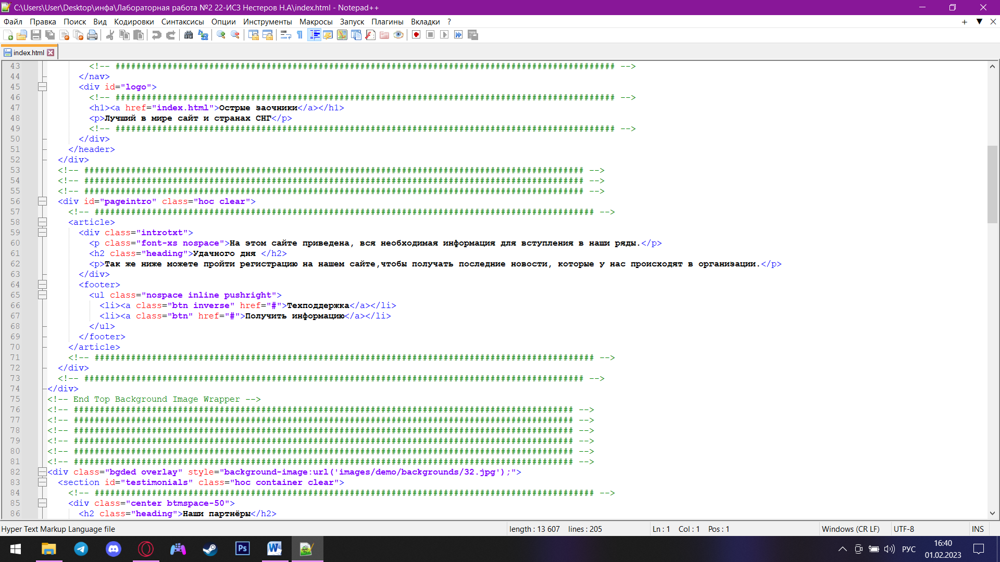 C:\Users\User\Desktop\инфа\Лабораторная работа №2 22-ИСЗ Нестеров Н.А\index.html - Notepad++
Файл Правка Поиск Вид Кодировки Синтаксисы Опции Инструменты Макросы Запуск Плагины Вкладки ?
index.html
43 <!-- ################################################################################################ -->
44 </nav>
45 <div id="logo">
46 <!-- ################################################################################################ -->
47 <h1><a href="index.html">Острые заочники</a></h1>
48 <p>Лучший в мире сайт и странах СНГ</p>
49 <!-- ################################################################################################ -->
50 </div>
51 </header>
52 </div>
53 <!-- ################################################################################################ -->
54 <!-- ################################################################################################ -->
55 <!-- ################################################################################################ -->
56 <div id="pageintro" class="hoc clear">
57 <!-- ################################################################################################ -->
58 <article>
59 <div class="introtxt">
60 <p class="font-xs nospace">На этом сайте приведена, вся необходимая информация для вступления в наши ряды.</p>
61 <h2 class="heading">Удачного дня </h2>
62 <p>Так же ниже можете пройти регистрацию на нашем сайте,чтобы получать последние новости, которые у нас происходят в организации.</p>
63 </div>
64 <footer>
65 <ul class="nospace inline pushright">
66 <li><a class="btn inverse" href="#">Техподдержка</a></li>
67 <li><a class="btn" href="#">Получить информацию</a></li>
68 </ul>
69 </footer>
70 </article>
71 <!-- ################################################################################################ -->
72 </div>
73 <!-- ################################################################################################ -->
74 </div>
75 <!-- End Top Background Image Wrapper -->
76 <!-- ################################################################################################ -->
77 <!-- ################################################################################################ -->
78 <!-- ################################################################################################ -->
79 <!-- ################################################################################################ -->
80 <!-- ################################################################################################ -->
81 <!-- ################################################################################################ -->
82 <div class="bgded overlay" style="background-image:url('images/demo/backgrounds/32.jpg');">
83 <section id="testimonials" class="hoc container clear">
84 <!-- ################################################################################################ -->
85 <div class="center btmspace-50">
86 <h2 class="heading">Наши партнёры</h2>
Hyper Text Markup Language file length : 13 607 lines : 205 Ln : 1 Col : 1 Pos : 1 Windows (CR LF) UTF-8 INS
Ps
РУС
16:40
01.02.2023